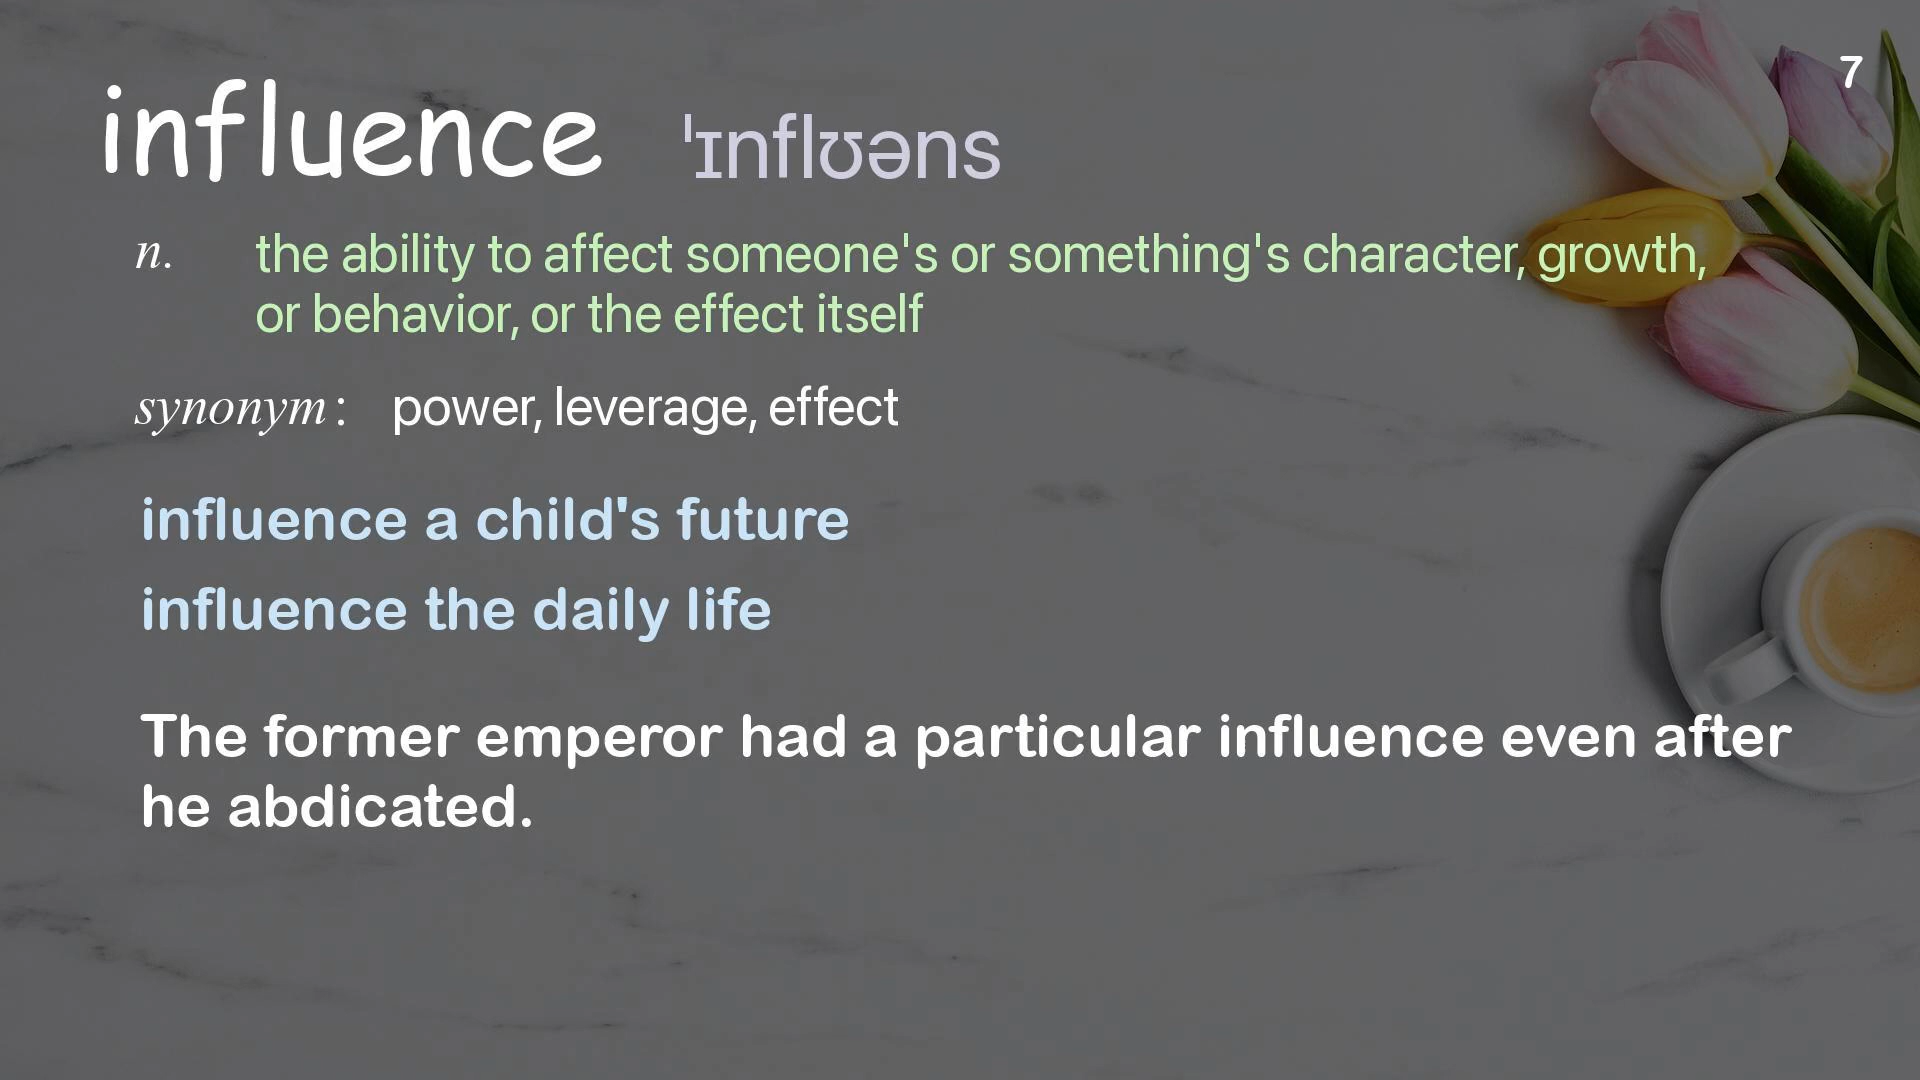 7
influence ˈɪnflʊəns
n. the ability to affect someone's or something's character, growth,
or behavior, or the effect itself
synonym : power, leverage, effect
influence a child's future
influence the daily life
The former emperor had a particular influence even after
he abdicated.